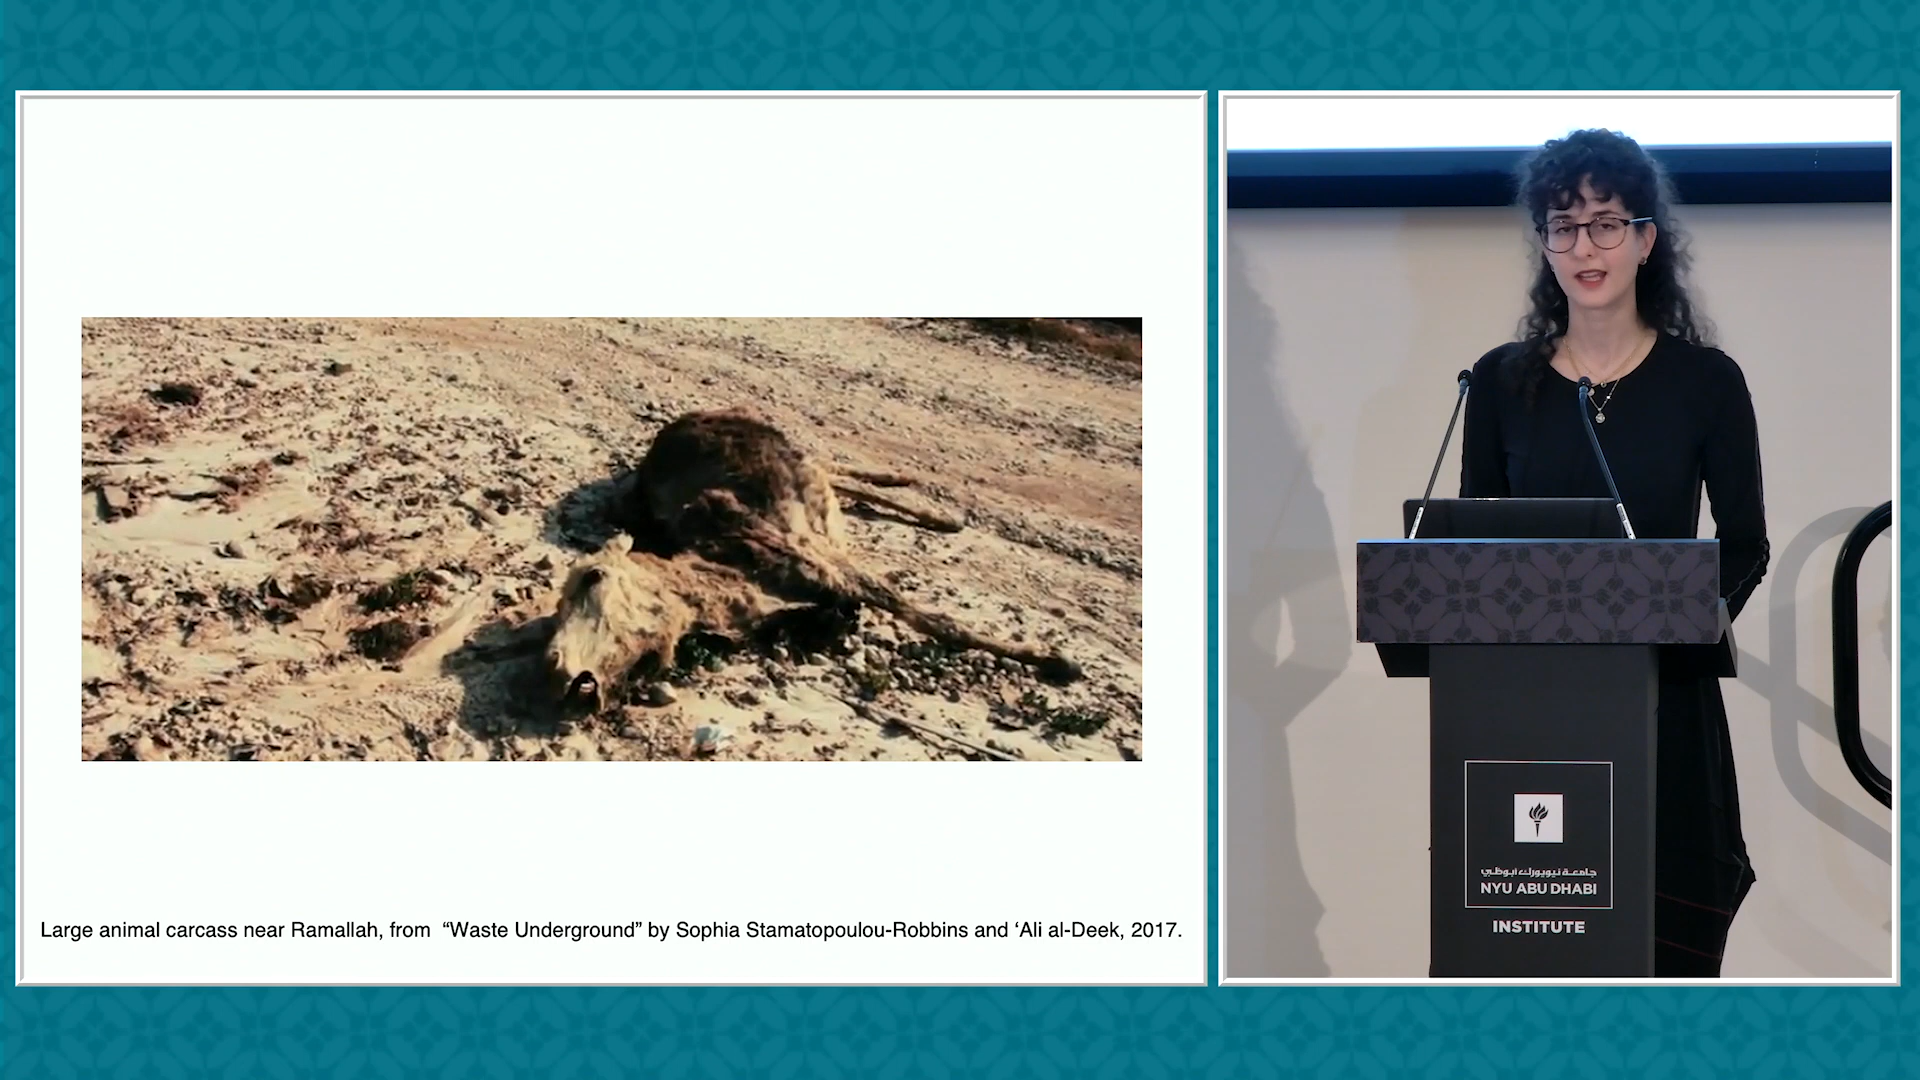 Large animal carcass near Ramallah, from “Waste Underground” by Sophia Stamatopoulou-Robbins and ‘Ali al-Deek, 2017.
جامعة نيويورك أبوظبي
NYU ABU DHABI
INSTITUTE